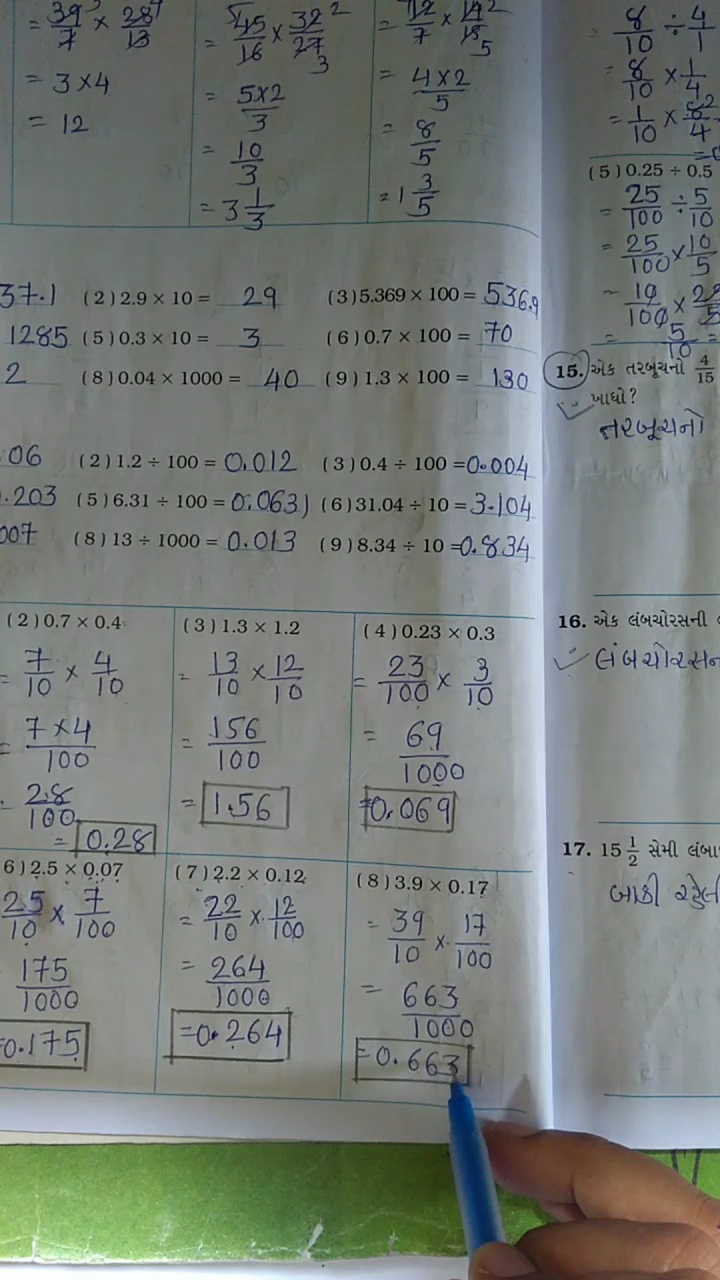 = 39/7 × 28/13
= 3 × 4
= 12
= 45/16 × 32/27
= 5×2/3
= 10/3
= 3 1/3
= 12/7 × 14/15
= 4×2/5
= 8/5
= 1 3/5
37.1 (2) 2.9 × 10 = 29 (3) 5.369 × 100 = 536.9
1285 (5) 0.3 × 10 = 3 (6) 0.7 × 100 = 70
2 (8) 0.04 × 1000 = 40 (9) 1.3 × 100 = 130
06 (2) 1.2 ÷ 100 = 0.012 (3) 0.4 ÷ 100 = 0.004
.203 (5) 6.31 ÷ 100 = 0.0631 (6) 31.04 ÷ 10 = 3.104
007 (8) 13 ÷ 1000 = 0.013 (9) 8.34 ÷ 10 = 0.834
(2) 0.7 × 0.4
= 7/10 × 4/10
= 7×4/100
= 2.8/100
= 0.28
(3) 1.3 × 1.2
= 13/10 × 12/10
= 156/100
= 1.56
(4) 0.23 × 0.3
= 23/100 × 3/10
= 69/1000
= 0.069
6) 2.5 × 0.07
25/10 × 7/100
175/1000
=0.175
(7) 2.2 × 0.12
= 22/10 × 12/100
= 264/1000
=0.264
(8) 3.9 × 0.17
= 39/10 × 17/100
= 663/1000
= 0.663
8/10 ÷ 4/1
= 8/10 × 1/4
(5) 0.25 ÷ 0.5
= 25/100 ÷ 5/10
= 25/100 × 10/5
= 5/10 =
15. એક તરબૂચનો 4/15
ખાધો?
તરબૂચનો
16. એક લંબચોરસની
લંબચોરસન
17. 15 1/2 સેમી લંબા
બાકી રહેલી